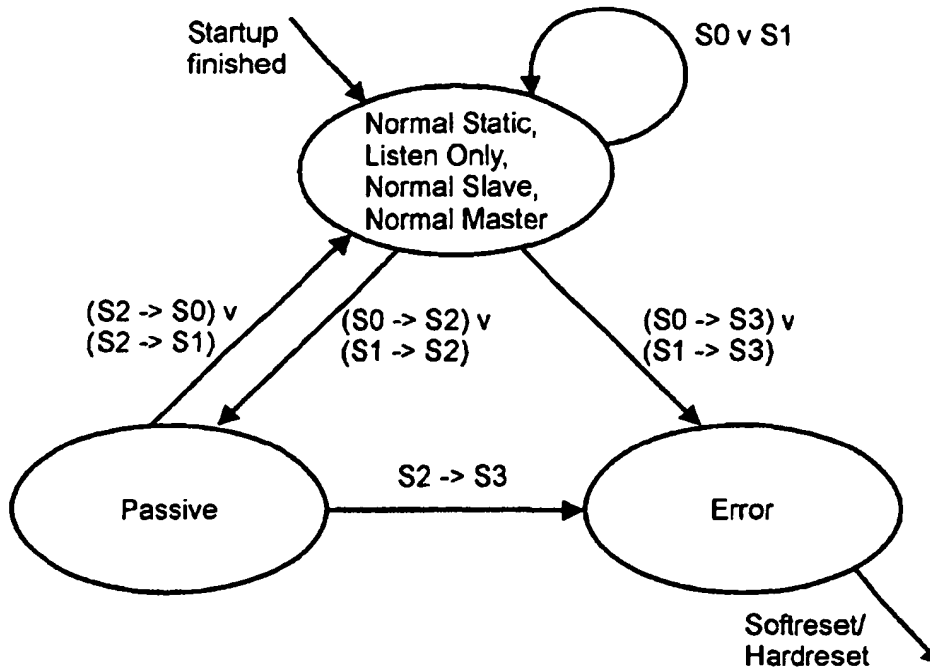 Startup
finished
S0 v S1
Normal Static,
Listen Only,
Normal Slave,
Normal Master
(S2 -> S0) v
(S2 -> S1)
(S0 -> S2) v
(S1 -> S2)
(S0 -> S3) v
(S1 -> S3)
Passive
S2 -> S3
Error
Softreset/
Hardreset